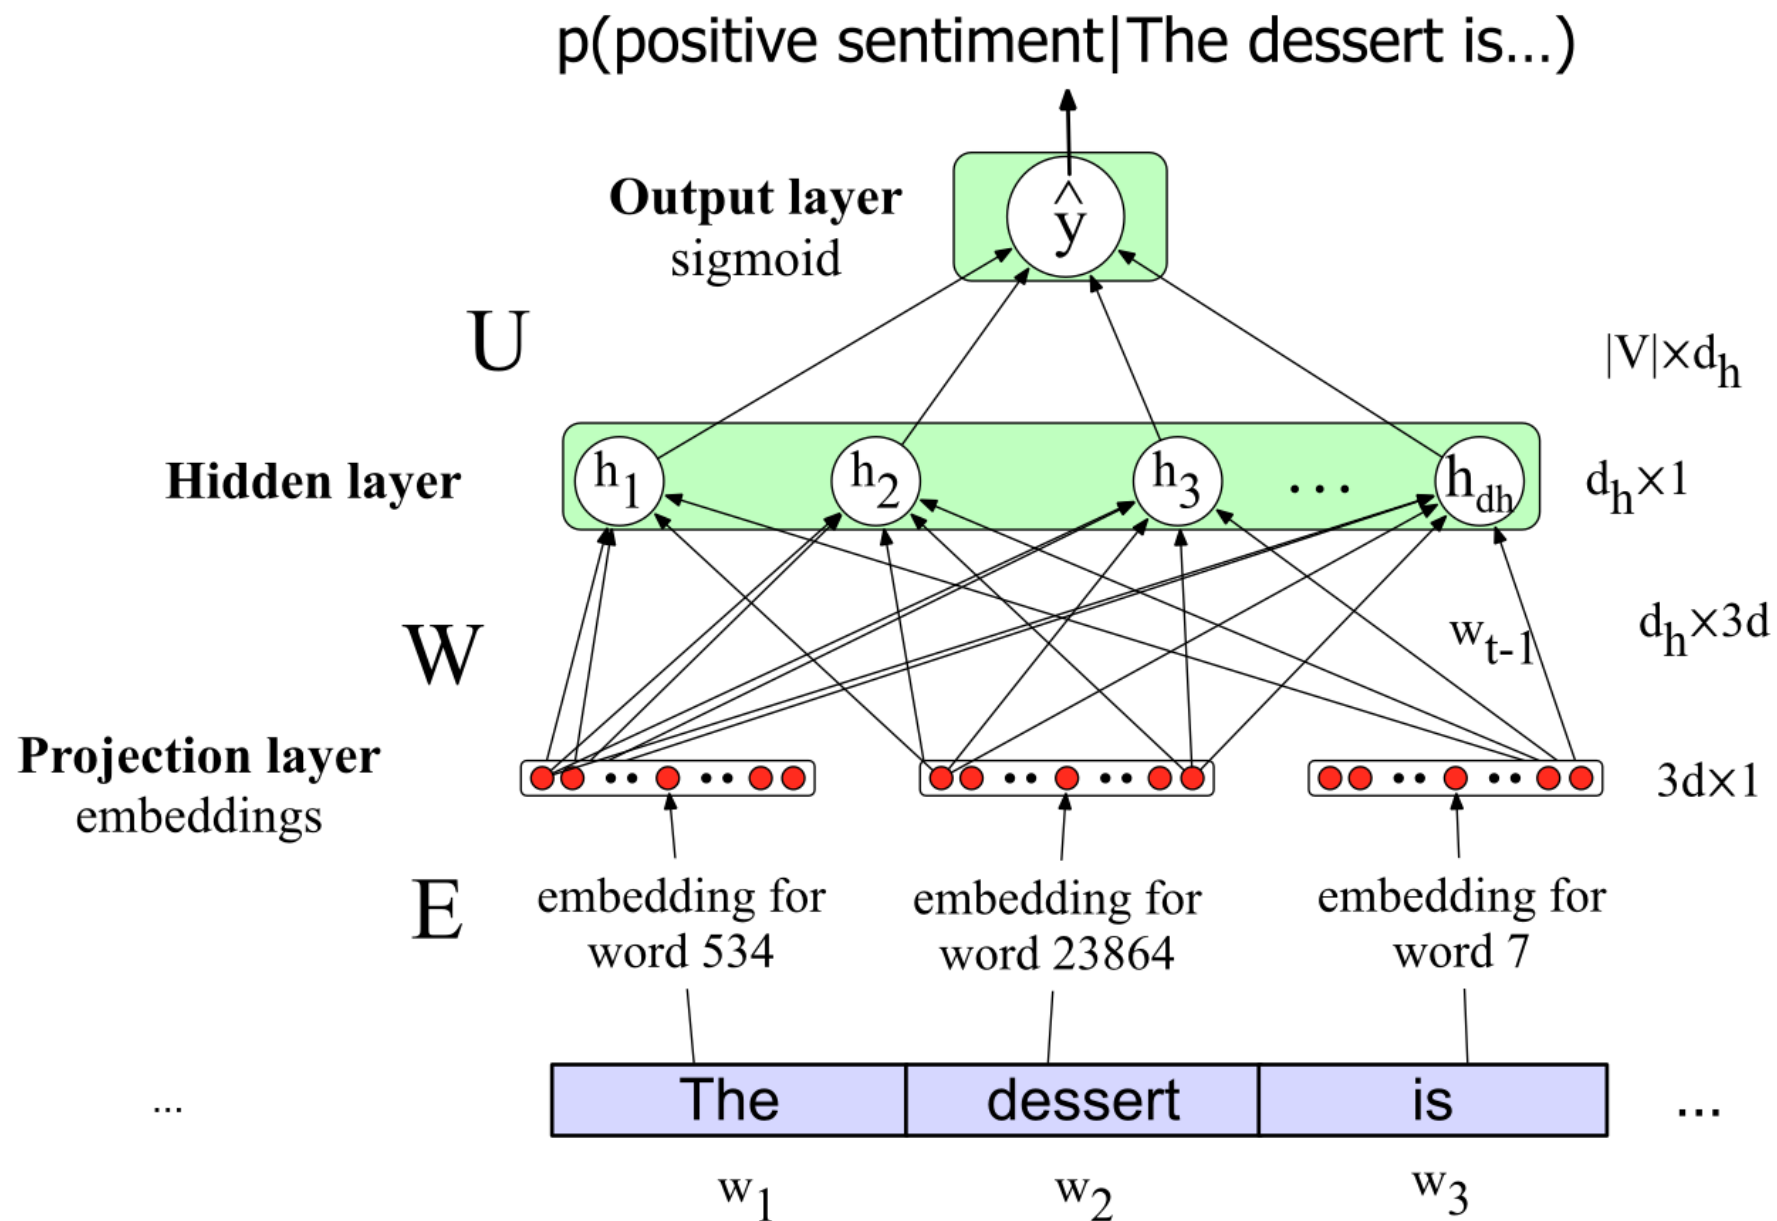 p(positive sentiment|The dessert is...)
Output layer
sigmoid
ŷ
U
|V|×dh
Hidden layer
h1 h2 h3 ... hdh
dh×1
W
wt-1
dh×3d
Projection layer
embeddings
3d×1
E
embedding for
word 534
embedding for
word 23864
embedding for
word 7
... The dessert is ...
w1 w2 w3